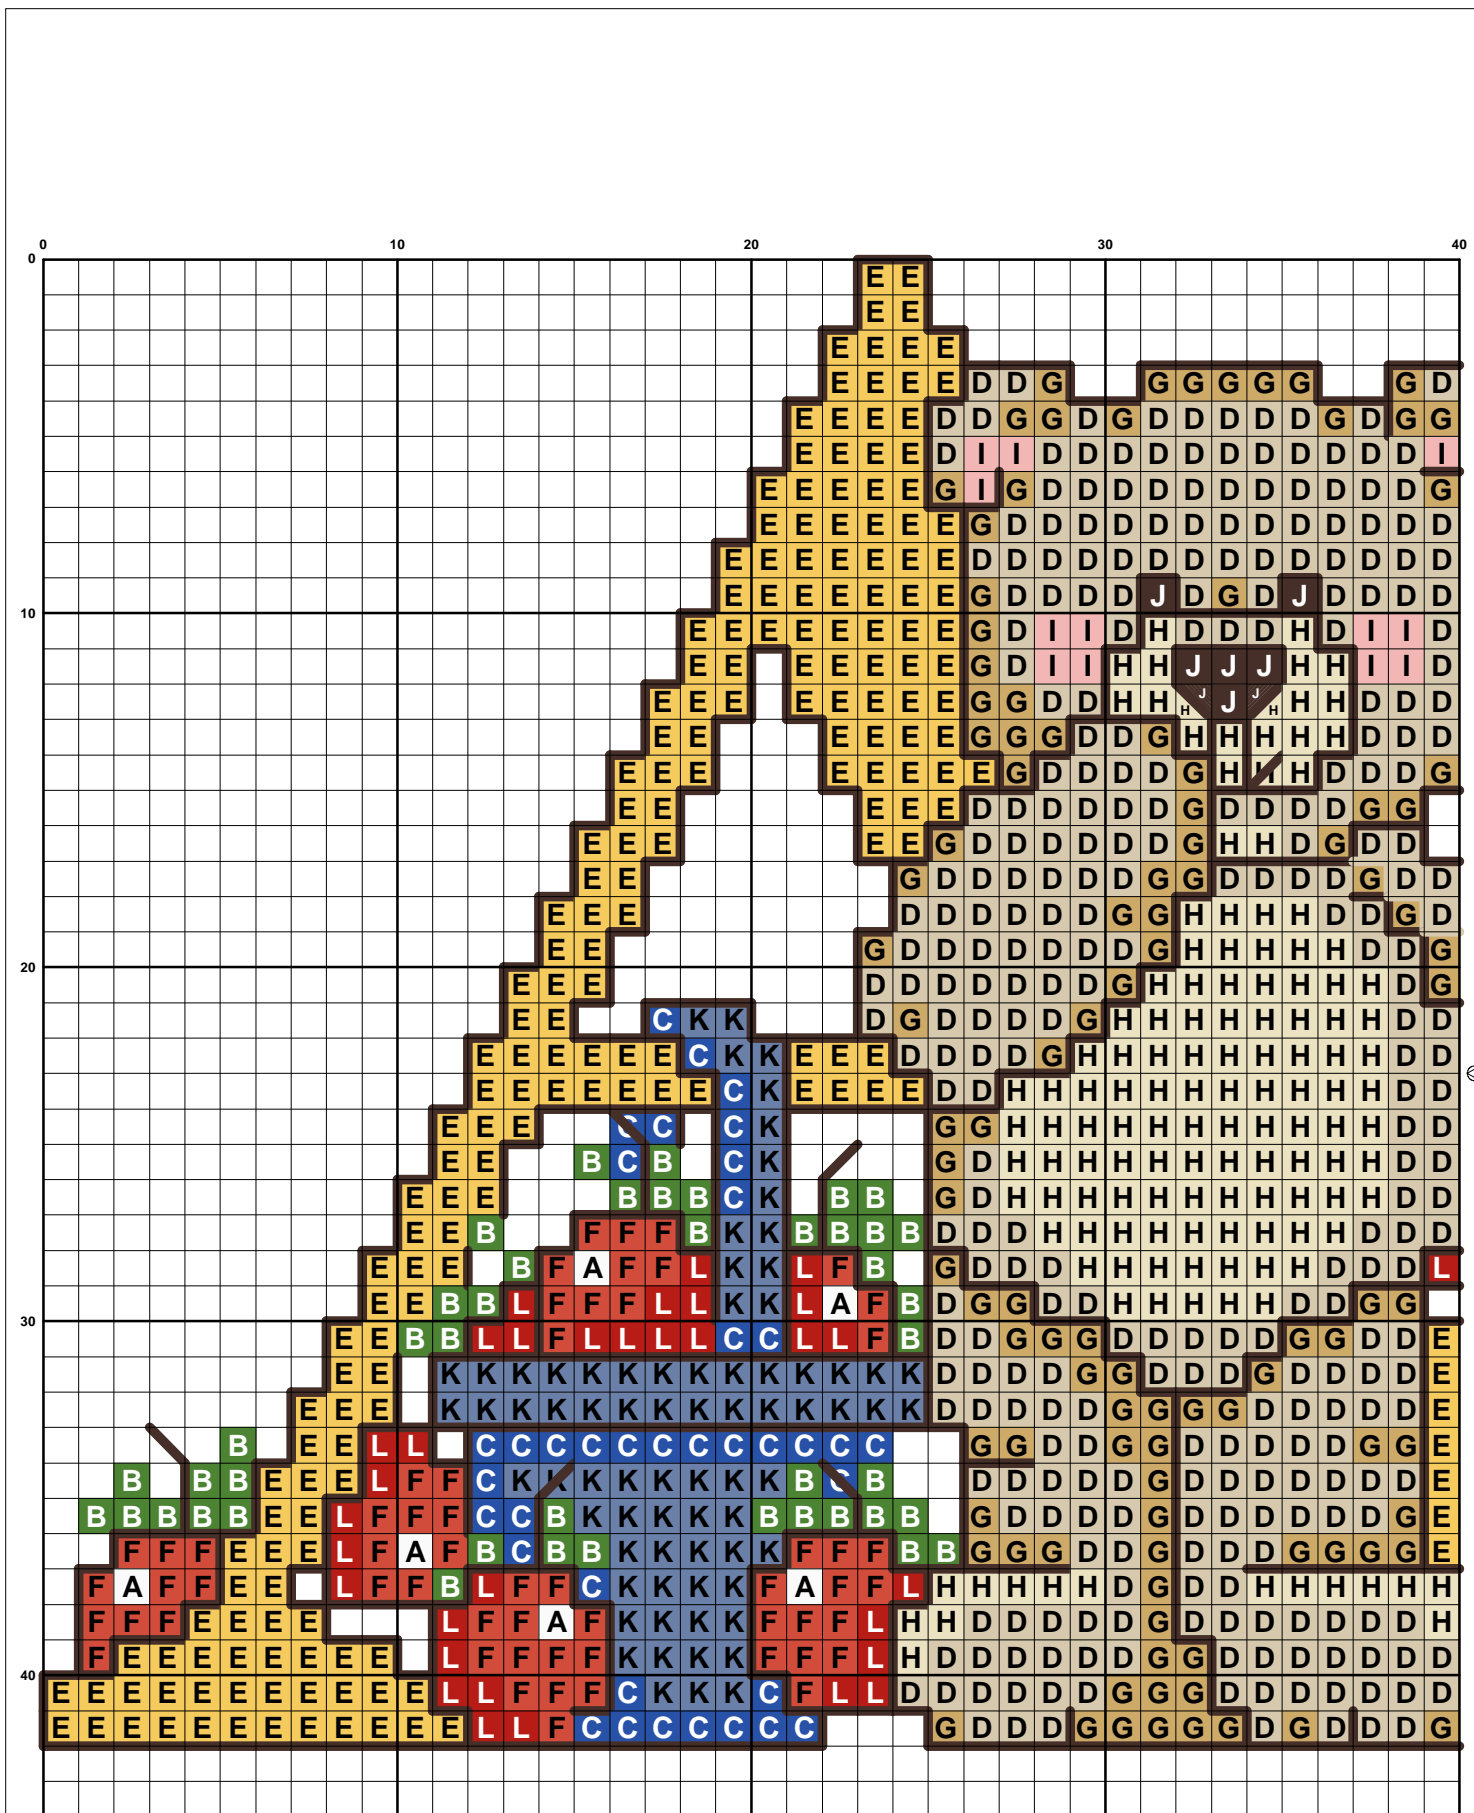 0 10 20 30 40
0
E E
E E
E E E E
E E E E D D G G G G G G G D
E E E E D D G G D G D D D D D G D G G
E E E E D I I D D D D D D D D D D D I
E E E E E G I G D D D D D D D D D D D G
E E E E E E G D D D D D D D D D D D D D
E E E E E E E D D D D D D D D D D D D D D
E E E E E E E G D D D D J D G D J D D D D
10
E E E E E E E E G D I I D H D D D H D I I D
E E E E E E E G D I I H H J J J H H I I D
E E E E E E E E G G D D H H J H J J H H H D D D
E E E E E E G G G D D G H H H H H D D D
E E E E E E E E G D D D D G H H H D D D G
E E E E E D D D D D D G D D D D G G
E E E E E G D D D D D D G H H D G D D
E E G D D D D D D G G D D D D G D D
E E E D D D D D D G G H H H H D D G D
E E G D D D D D D D G H H H H H D D G
20
E E E D D D D D D D G H H H H H H H D G
E E C K K D G D D D D G H H H H H H H H D D
E E E E E E C K K E E E D D D D G H H H H H H H H H D D
E E E E E E E C K E E E E D D H H H H H H H H H H H D D
E E E C C C K G G H H H H H H H H H H H D D
E E B C B C K G D H H H H H H H H H H H D D
E E E B B B C K B B G D H H H H H H H H H H H D D
E E B F F F B K K B B B B D D D H H H H H H H H H D D D
E E E B F A F F L K K L F B G D D D H H H H H H H D D D L
E E B B L F F F L L K K L A F B D G G D D H H H H H D D G G
30
E E B B L L F L L L L C C L L F B D D G G G D D D D D G G D D E
E E K K K K K K K K K K K K K K D D D D G G D D D G D D D D E
E E E K K K K K K K K K K K K K K D D D D D G G G G D D D D D E
B E E L L C C C C C C C C C C C C G G D D G G D D D D D G G E
B B B E E E L F F C K K K K K K K K B C B D D D D D G D D D D D D D E
B B B B B E E L F F F C C B K K K K K B B B B B G D D D D G D D D D D D G E
F F F E E E L F A F B C B B K K K K K F F F B B G G G D D G D D D G G G G E
F A F F E E L F F B L F F C K K K K F A F F L H H H H H D G D D H H H H H H
F F F E E E E L F F A F K K K K F F F L H H D D D D D G D D D D D D D H
F E E E E E E E E L F F F F K K K K F F F L H D D D D D D G G D D D D D D D
40
E E E E E E E E E E E L L F F F C K K K C F L L D D D D D D G G G D D D D D D D
E E E E E E E E E E E E L L F C C C C C C C G D D D G G G G G D G D D D G